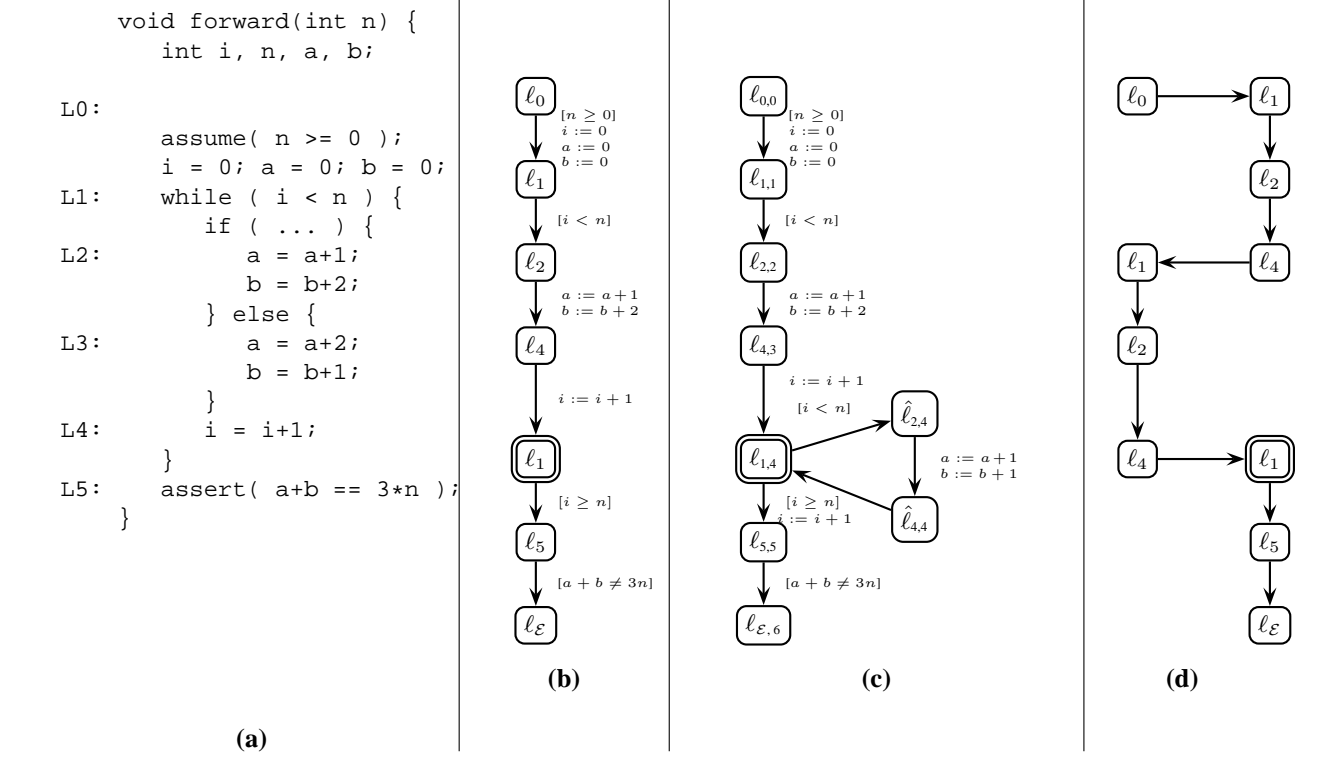 void forward(int n) {
int i, n, a, b;
L0:
assume( n >= 0 );
i = 0; a = 0; b = 0;
L1: while ( i < n ) {
if ( ... ) {
L2: a = a+1;
b = b+2;
} else {
L3: a = a+2;
b = b+1;
}
L4: i = i+1;
}
L5: assert( a+b == 3*n );
}
(a)
ℓ0
[n ≥ 0]
i := 0
a := 0
b := 0
ℓ1
[i < n]
ℓ2
a := a + 1
b := b + 2
ℓ4
i := i + 1
ℓ1
[i ≥ n]
ℓ5
[a + b ≠ 3n]
ℓℰ
(b)
ℓ0,0
[n ≥ 0]
i := 0
a := 0
b := 0
ℓ1,1
[i < n]
ℓ2,2
a := a + 1
b := b + 2
ℓ4,3
i := i + 1
[i < n]
ℓ̂2,4
ℓ1,4
a := a + 1
b := b + 1
[i ≥ n]
i := i + 1
ℓ̂4,4
ℓ5,5
[a + b ≠ 3n]
ℓℰ,6
(c)
ℓ0 ℓ1
ℓ2
ℓ1 ℓ4
ℓ2
ℓ4 ℓ1
ℓ5
ℓℰ
(d)